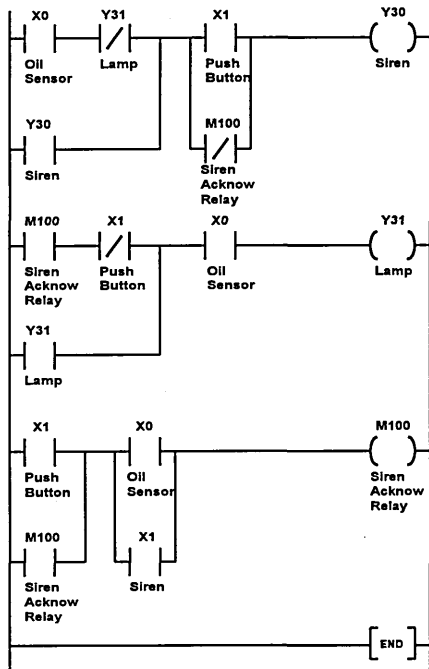 X0 Y31 X1 Y30
Oil Sensor Lamp Push Button Siren
Y30 M100
Siren Siren Acknow Relay
M100 X1 X0 Y31
Siren Acknow Relay Push Button Oil Sensor Lamp
Y31
Lamp
X1 X0 M100
Push Button Oil Sensor Siren Acknow Relay
M100 X1
Siren Acknow Relay Siren
END